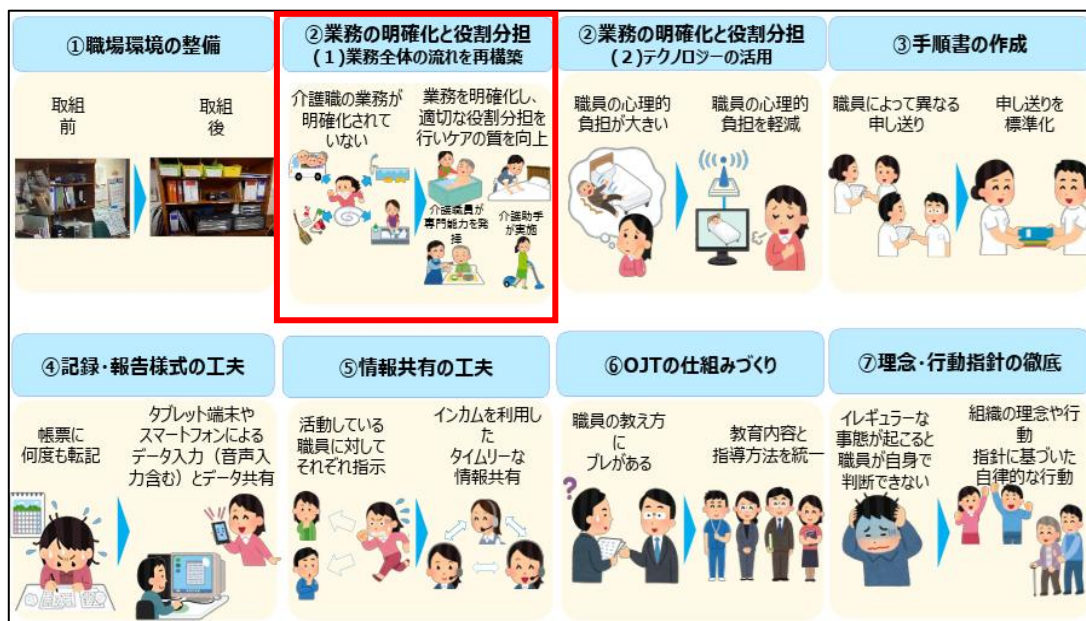 ①職場環境の整備
取組
前
取組
後
②業務の明確化と役割分担
(1)業務全体の流れを再構築
介護職の業務が
明確化されて
いない
業務を明確化し、
適切な役割分担を
行いケアの質を向上
介護職員が
専門能力を発
揮
介護助手
が実施
②業務の明確化と役割分担
(2)テクノロジーの活用
職員の心理的
負担が大きい
職員の心理的
負担を軽減
③手順書の作成
職員によって異なる
申し送り
申し送りを
標準化
④記録・報告様式の工夫
帳票に
何度も転記
タブレット端末や
スマートフォンによる
データ入力（音声入
力含む）とデータ共有
⑤情報共有の工夫
活動している
職員に対して
それぞれ指示
インカムを利用し
た
タイムリーな
情報共有
⑥OJTの仕組みづくり
職員の教え方
に
ブレがある
?
教育内容と
指導方法を統一
⑦理念・行動指針の徹底
イレギュラーな
事態が起こると
職員が自身で
判断できない
組織の理念や行
動
指針に基づいた
自律的な行動